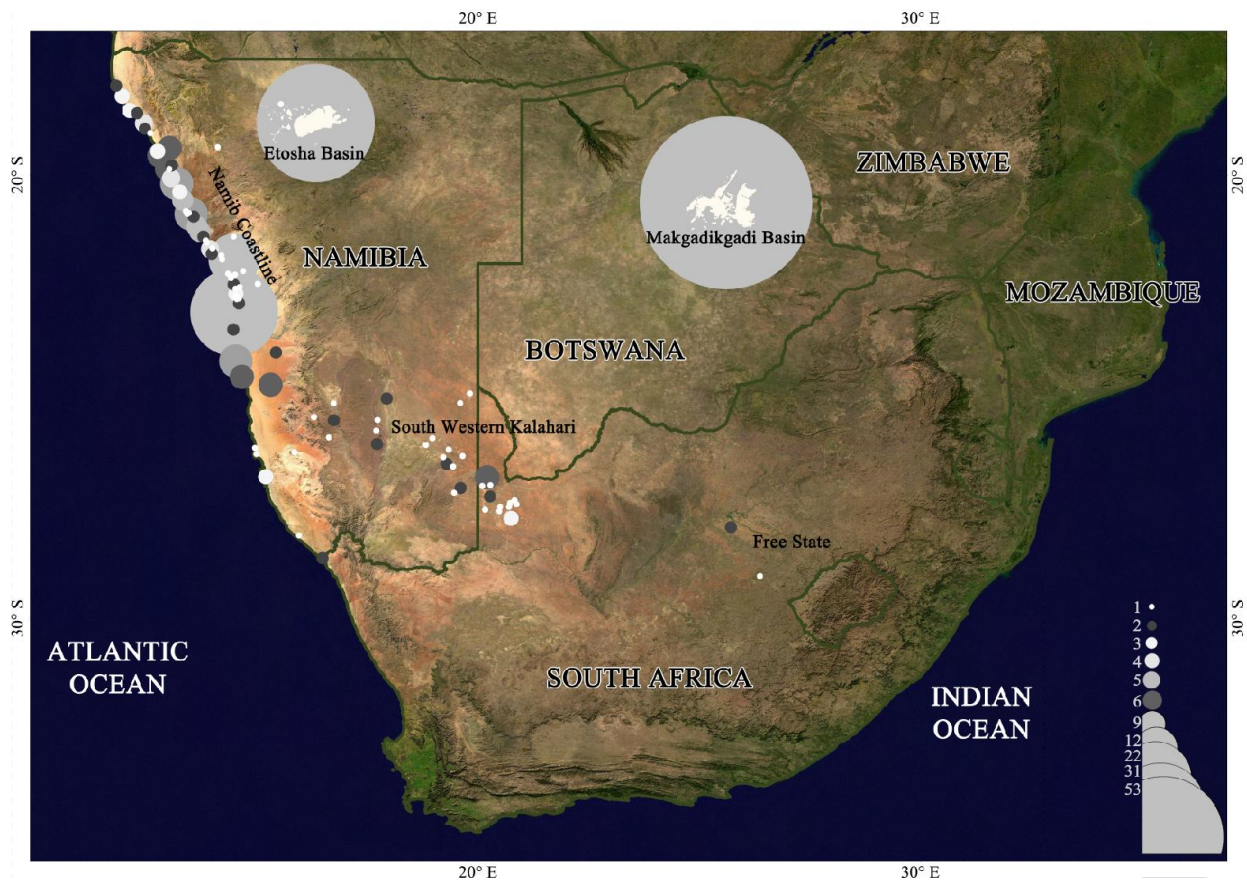 20° E
30° E
20° S
20° S
Etosha Basin
ZIMBABWE
Namib Coastline
NAMIBIA
Makgadikgadi Basin
MOZAMBIQUE
BOTSWANA
South Western Kalahari
Free State
30° S
30° S
ATLANTIC
OCEAN
SOUTH AFRICA
INDIAN
OCEAN
1
2
3
4
5
6
9
12
22
31
53
20° E
30° E